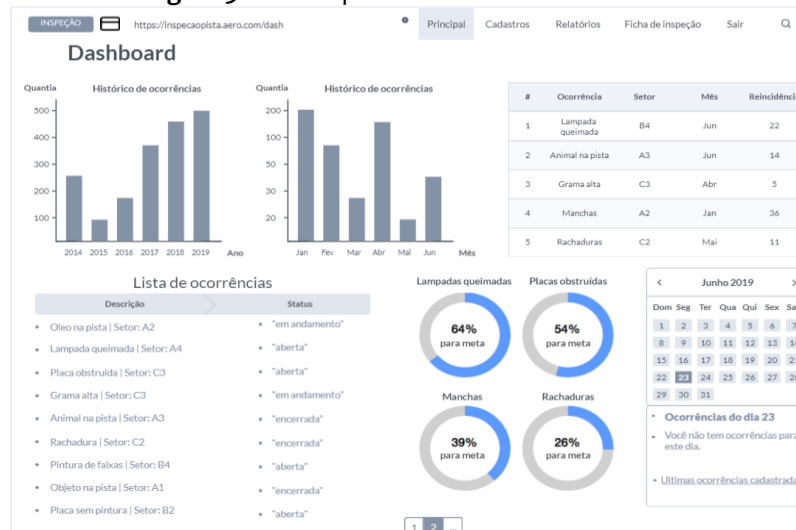 INSPEÇÃO
https://inspecaopista.aero.com/dash
Principal Cadastros Relatórios Ficha de inspeção Sair
Dashboard
Quantia Histórico de ocorrências
500
400
300
200
100
2014 2015 2016 2017 2018 2019 Ano
Quantia Histórico de ocorrências
200
100
50
30
20
Jan Fev Mar Abr Mai Jun Mês
# Ocorrência Setor Mês Reincidência
1 Lampada queimada B4 Jun 22
2 Animal na pista A3 Jun 14
3 Grama alta C3 Abr 5
4 Manchas A2 Jan 36
5 Rachaduras C2 Mai 11
Lista de ocorrências
Descrição Status
• Oleo na pista | Setor: A2 • "em andamento"
• Lampada queimada | Setor: A4 • "aberta"
• Placa obstruída | Setor: C3 • "aberta"
• Grama alta | Setor: C3 • "em andamento"
• Animal na pista | Setor: A3 • "encerrada"
• Rachadura | Setor: C2 • "encerrada"
• Pintura de faixas | Setor: B4 • "aberta"
• Objeto na pista | Setor: A1 • "encerrada"
• Placa sem pintura | Setor: B2 • "aberta"
Lampadas queimadas Placas obstruídas
64% 54%
para meta para meta
Manchas Rachaduras
39% 26%
para meta para meta
1 2 ...
< Junho 2019 >
Dom Seg Ter Qua Qui Sex Sa
1 2 3 4 5 6 7
8 9 10 11 12 13 14
15 16 17 18 19 20 21
22 23 24 25 26 27 28
29 30 31
• Ocorrências do dia 23
• Você não tem ocorrências para
este dia.
• Ultimas ocorrências cadastrada